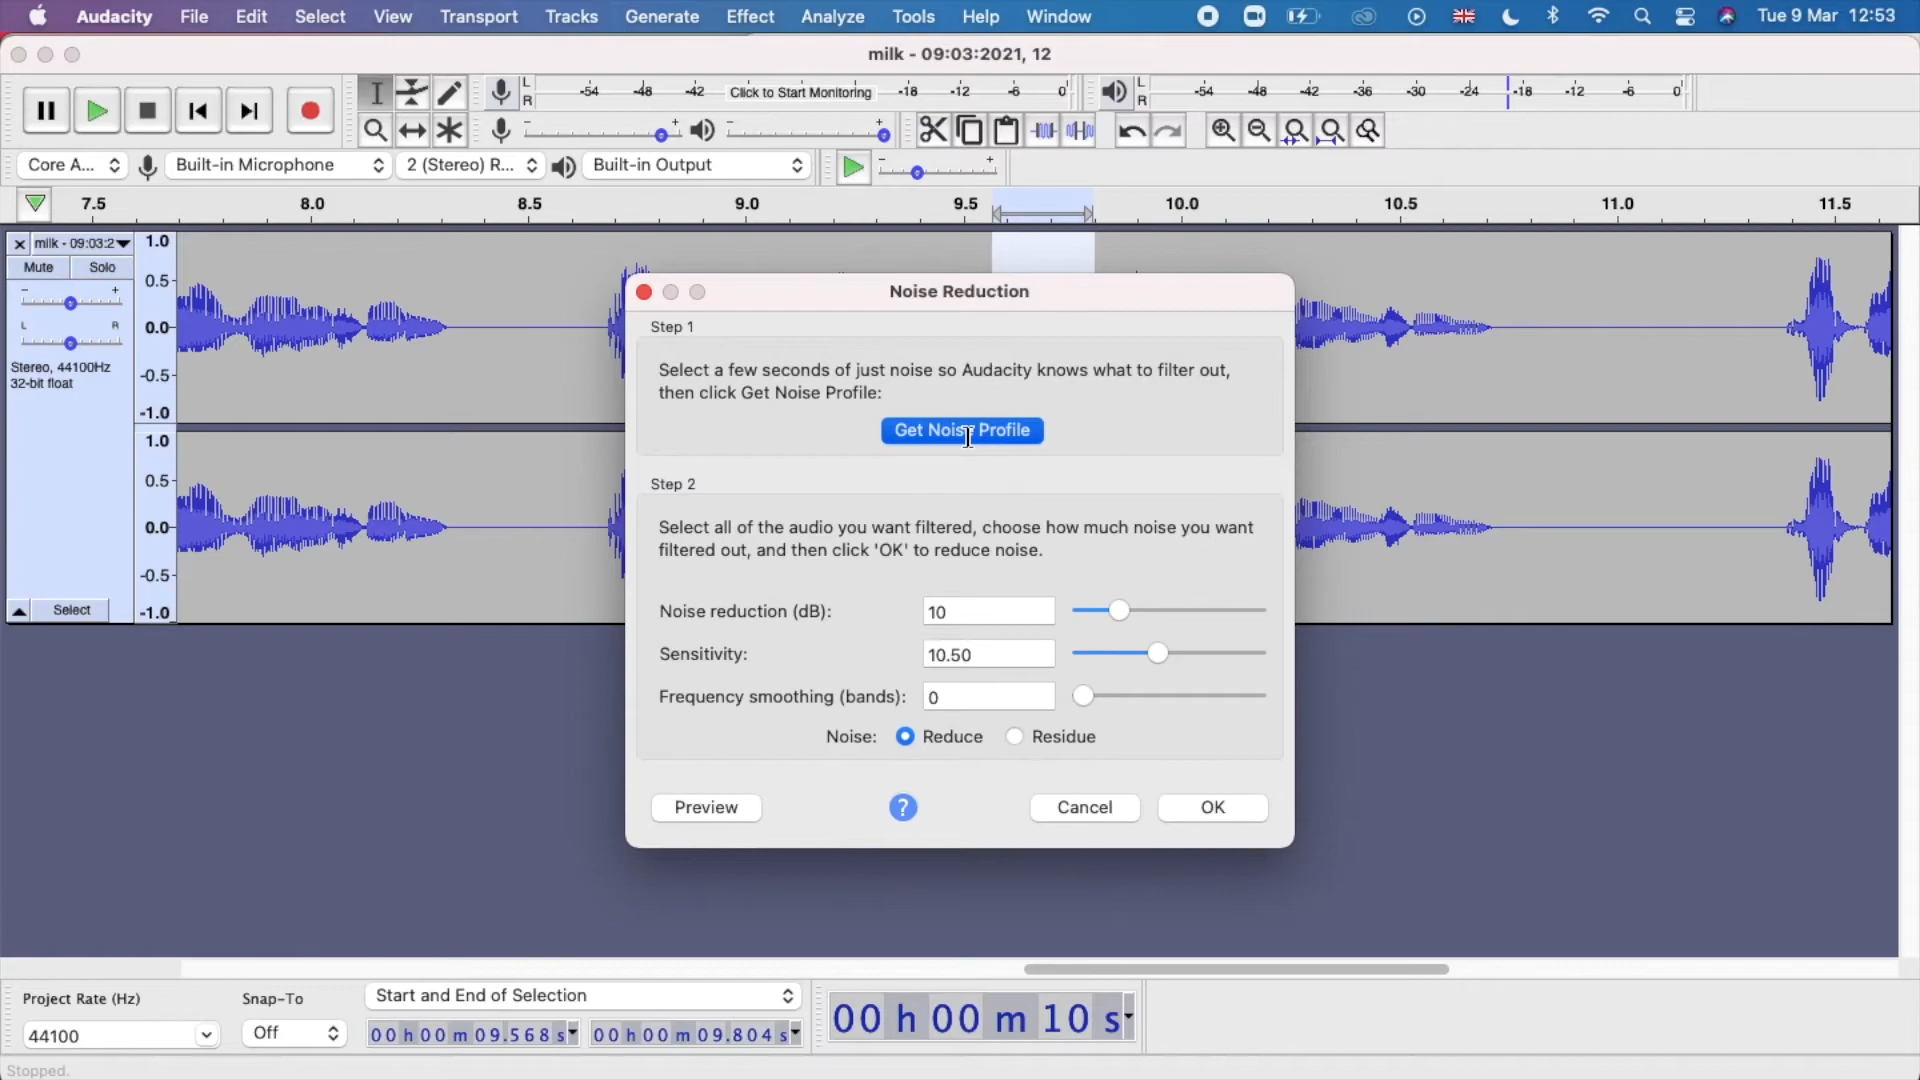 Audacity File Edit Select View Transport Tracks Generate Effect Analyze Tools Help Window Tue 9 Mar 12:53
milk - 09:03:2021, 12
L R -54 -48 -42 Click to Start Monitoring -18 -12 -6 0 L R -54 -48 -42 -36 -30 -24 -18 -12 -6 0
Core A... Built-in Microphone 2 (Stereo) R... Built-in Output
7.5 8.0 8.5 9.0 9.5 10.0 10.5 11.0 11.5
milk - 09:03:2
Mute Solo
- +
L R
Stereo, 44100Hz
32-bit float
Select
1.0
0.5
0.0
-0.5
-1.0
1.0
0.5
0.0
-0.5
-1.0
Noise Reduction
Step 1
Select a few seconds of just noise so Audacity knows what to filter out,
then click Get Noise Profile:
Get Noise Profile
Step 2
Select all of the audio you want filtered, choose how much noise you want
filtered out, and then click 'OK' to reduce noise.
Noise reduction (dB): 10
Sensitivity: 10.50
Frequency smoothing (bands): 0
Noise: Reduce Residue
Preview ? Cancel OK
Project Rate (Hz) Snap-To Start and End of Selection
44100 Off 00 h 00 m 09.568 s 00 h 00 m 09.804 s 00 h 00 m 10 s
Stopped.